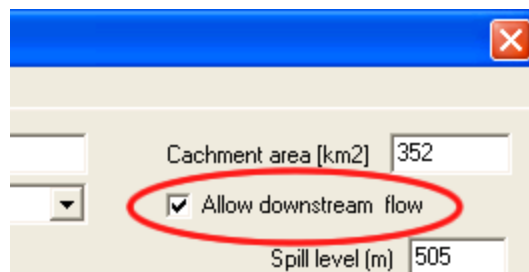 Cachment area [km2] 352
Allow downstream flow
Spill level (m) 505